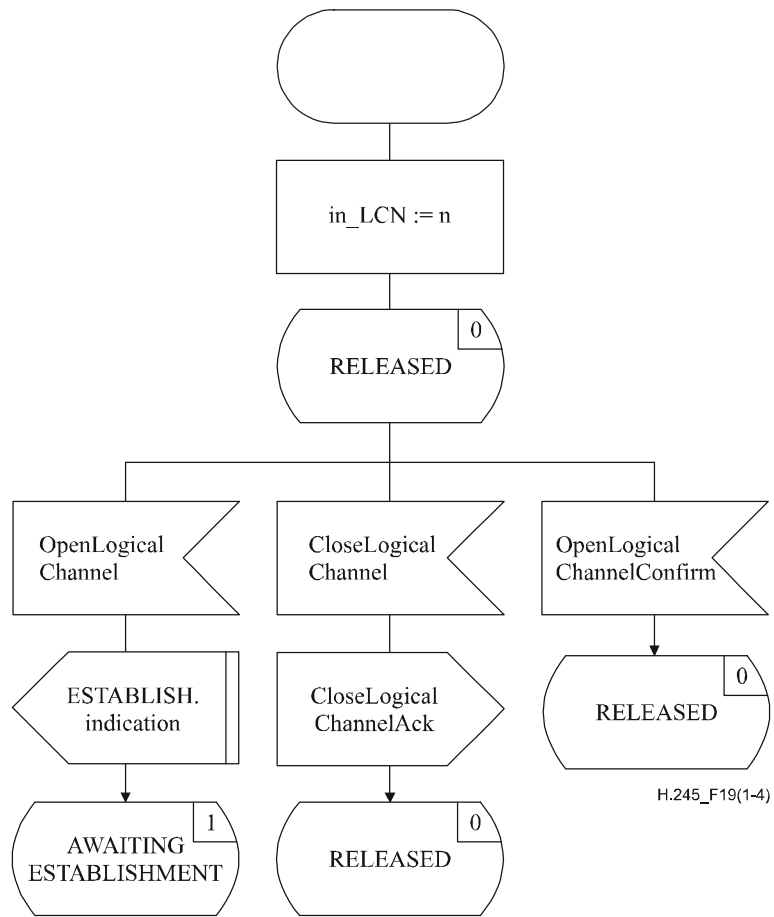 in_LCN := n
0
RELEASED
OpenLogical
Channel
CloseLogical
Channel
OpenLogical
ChannelConfirm
ESTABLISH.
indication
CloseLogical
ChannelAck
0
RELEASED
H.245_F19(1-4)
1
AWAITING
ESTABLISHMENT
0
RELEASED